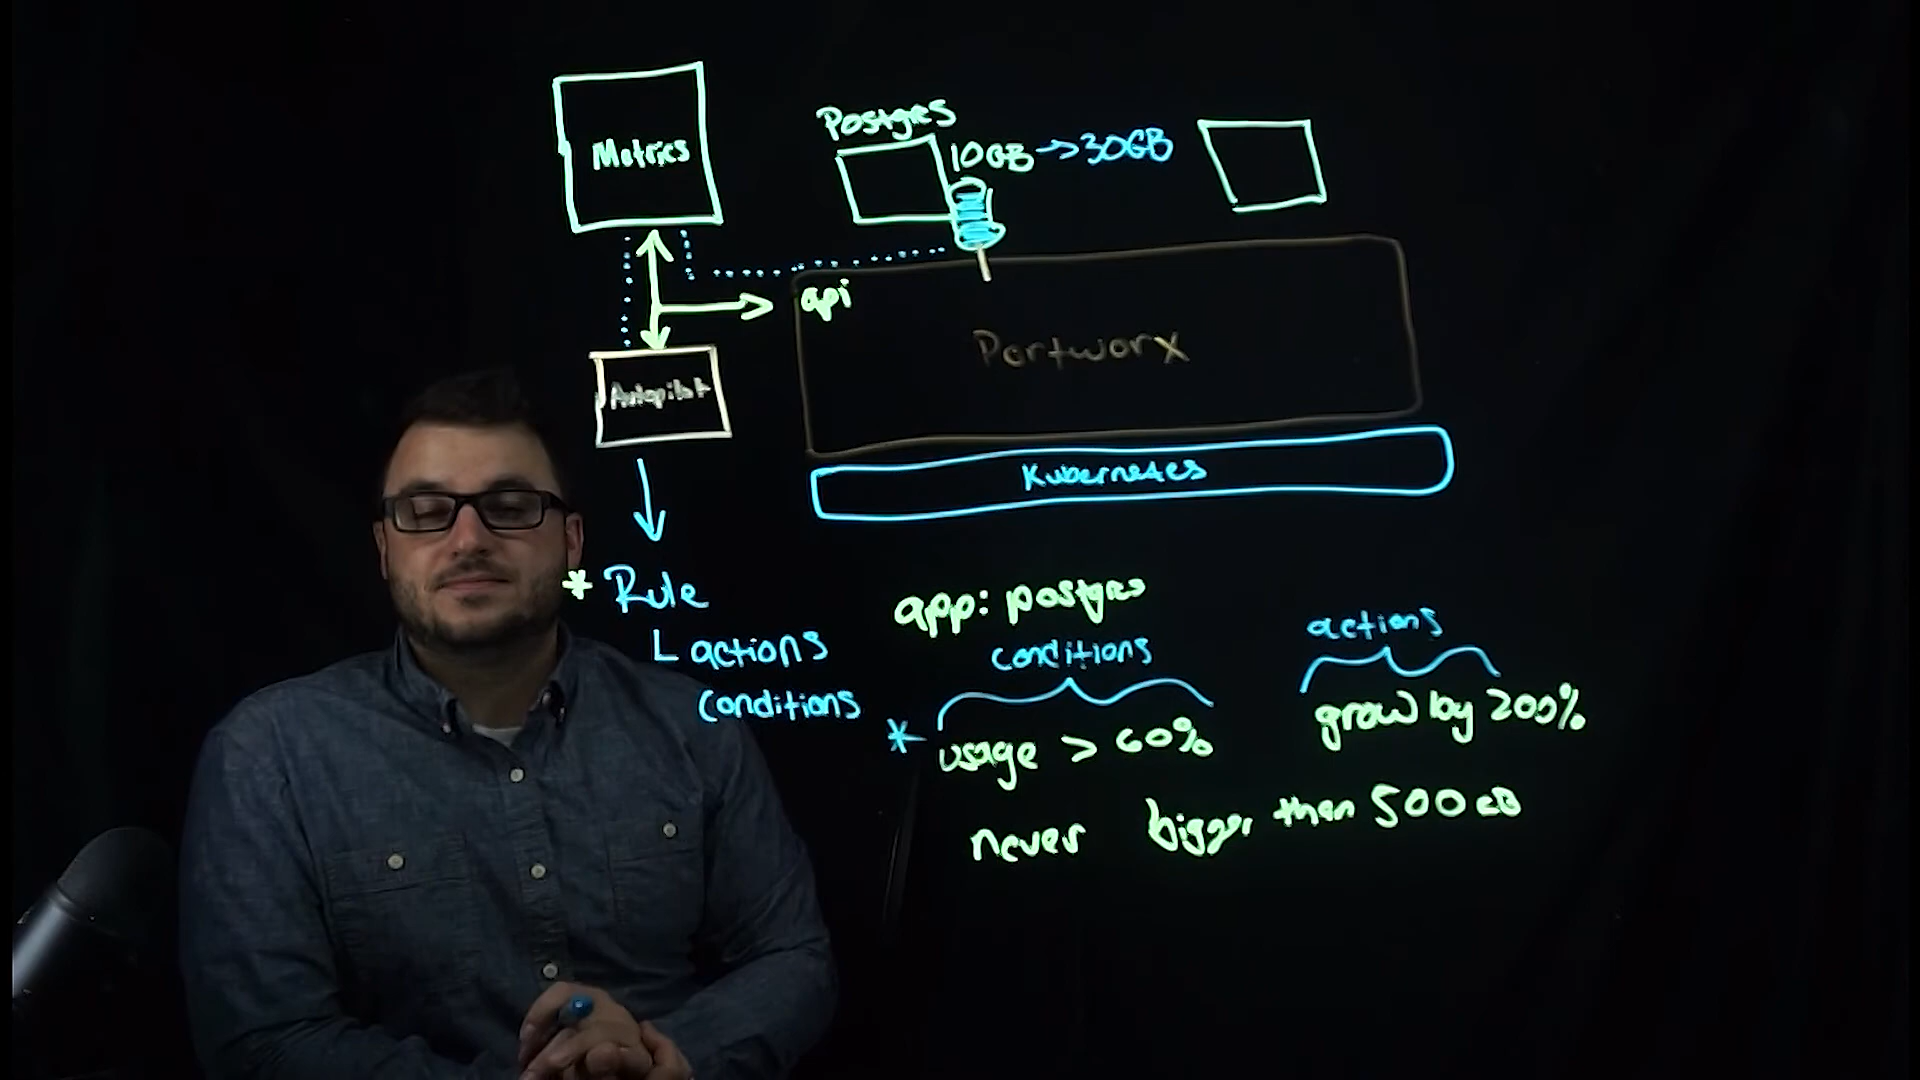 Metrics
Postgres
10GB -> 30GB
api
Portworx
Autopilot
Kubernetes
* Rule
L actions
conditions
app: postgres
conditions
actions
* usage > 60%
grow by 200%
never bigger than 500GB